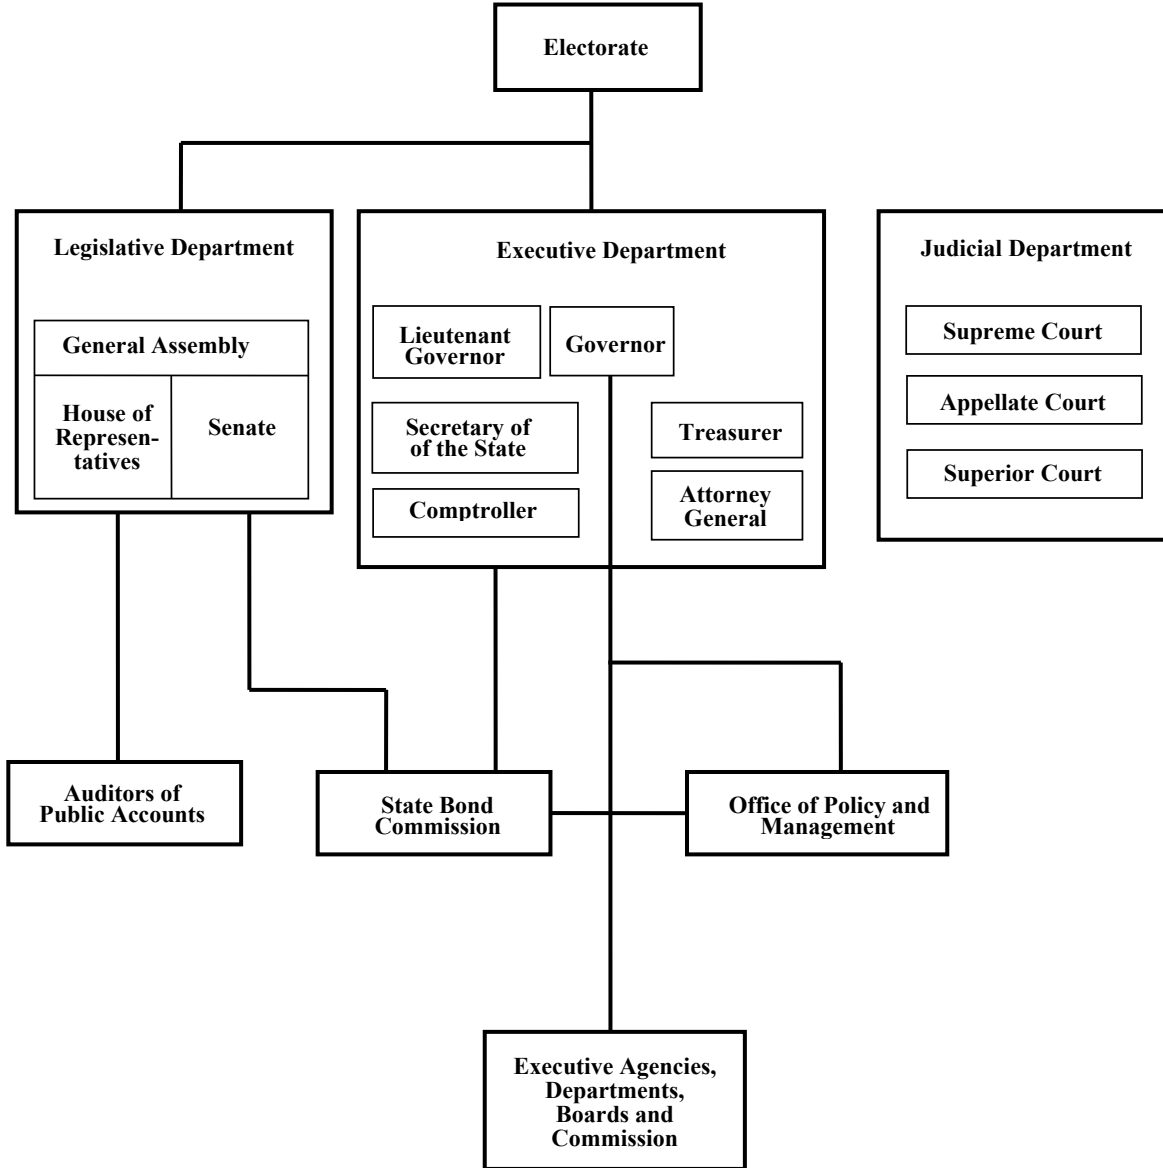 Electorate
Legislative Department
General Assembly
House of
Represen-
tatives
Senate
Executive Department
Lieutenant
Governor
Governor
Secretary of
of the State
Treasurer
Comptroller
Attorney
General
Judicial Department
Supreme Court
Appellate Court
Superior Court
Auditors of
Public Accounts
State Bond
Commission
Office of Policy and
Management
Executive Agencies,
Departments,
Boards and
Commission